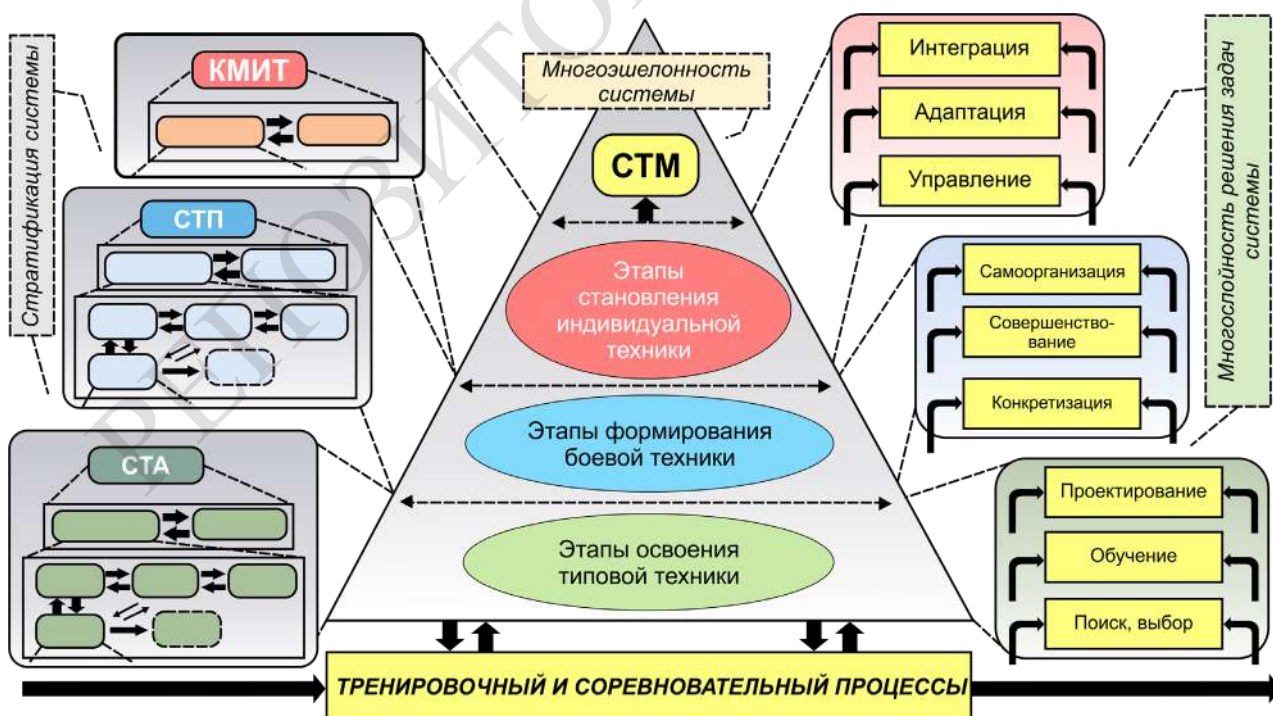 Стратификация системы
КМИТ
СТП
СТА
Многоэшелонность
системы
СТМ
Этапы
становления
индивидуальной
техники
Этапы формирования
боевой техники
Этапы освоения
типовой техники
Интеграция
Адаптация
Управление
Самоорганизация
Совершенство-
вание
Конкретизация
Проектирование
Обучение
Поиск, выбор
Многослойность решения задач
системы
ТРЕНИРОВОЧНЫЙ И СОРЕВНОВАТЕЛЬНЫЙ ПРОЦЕССЫ